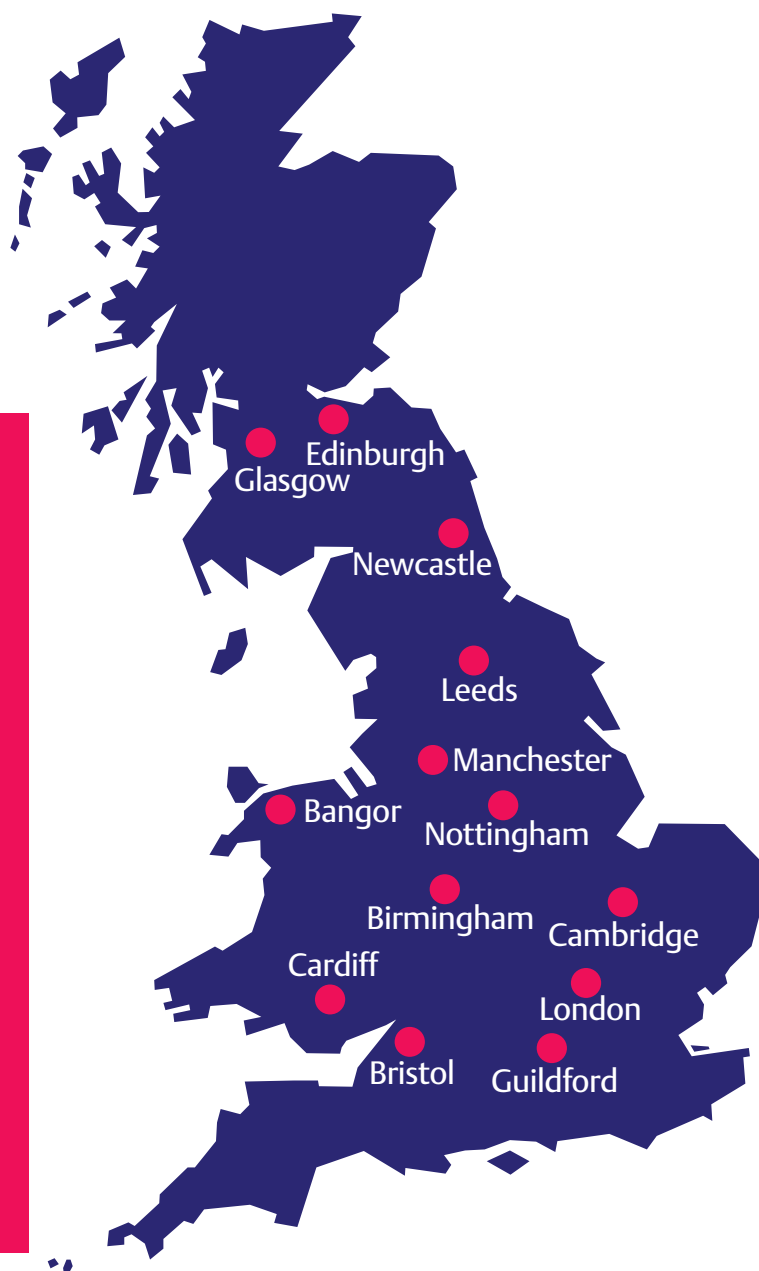 Edinburgh
Glasgow
Newcastle
Leeds
Manchester
Bangor
Nottingham
Birmingham
Cambridge
Cardiff
London
Bristol
Guildford